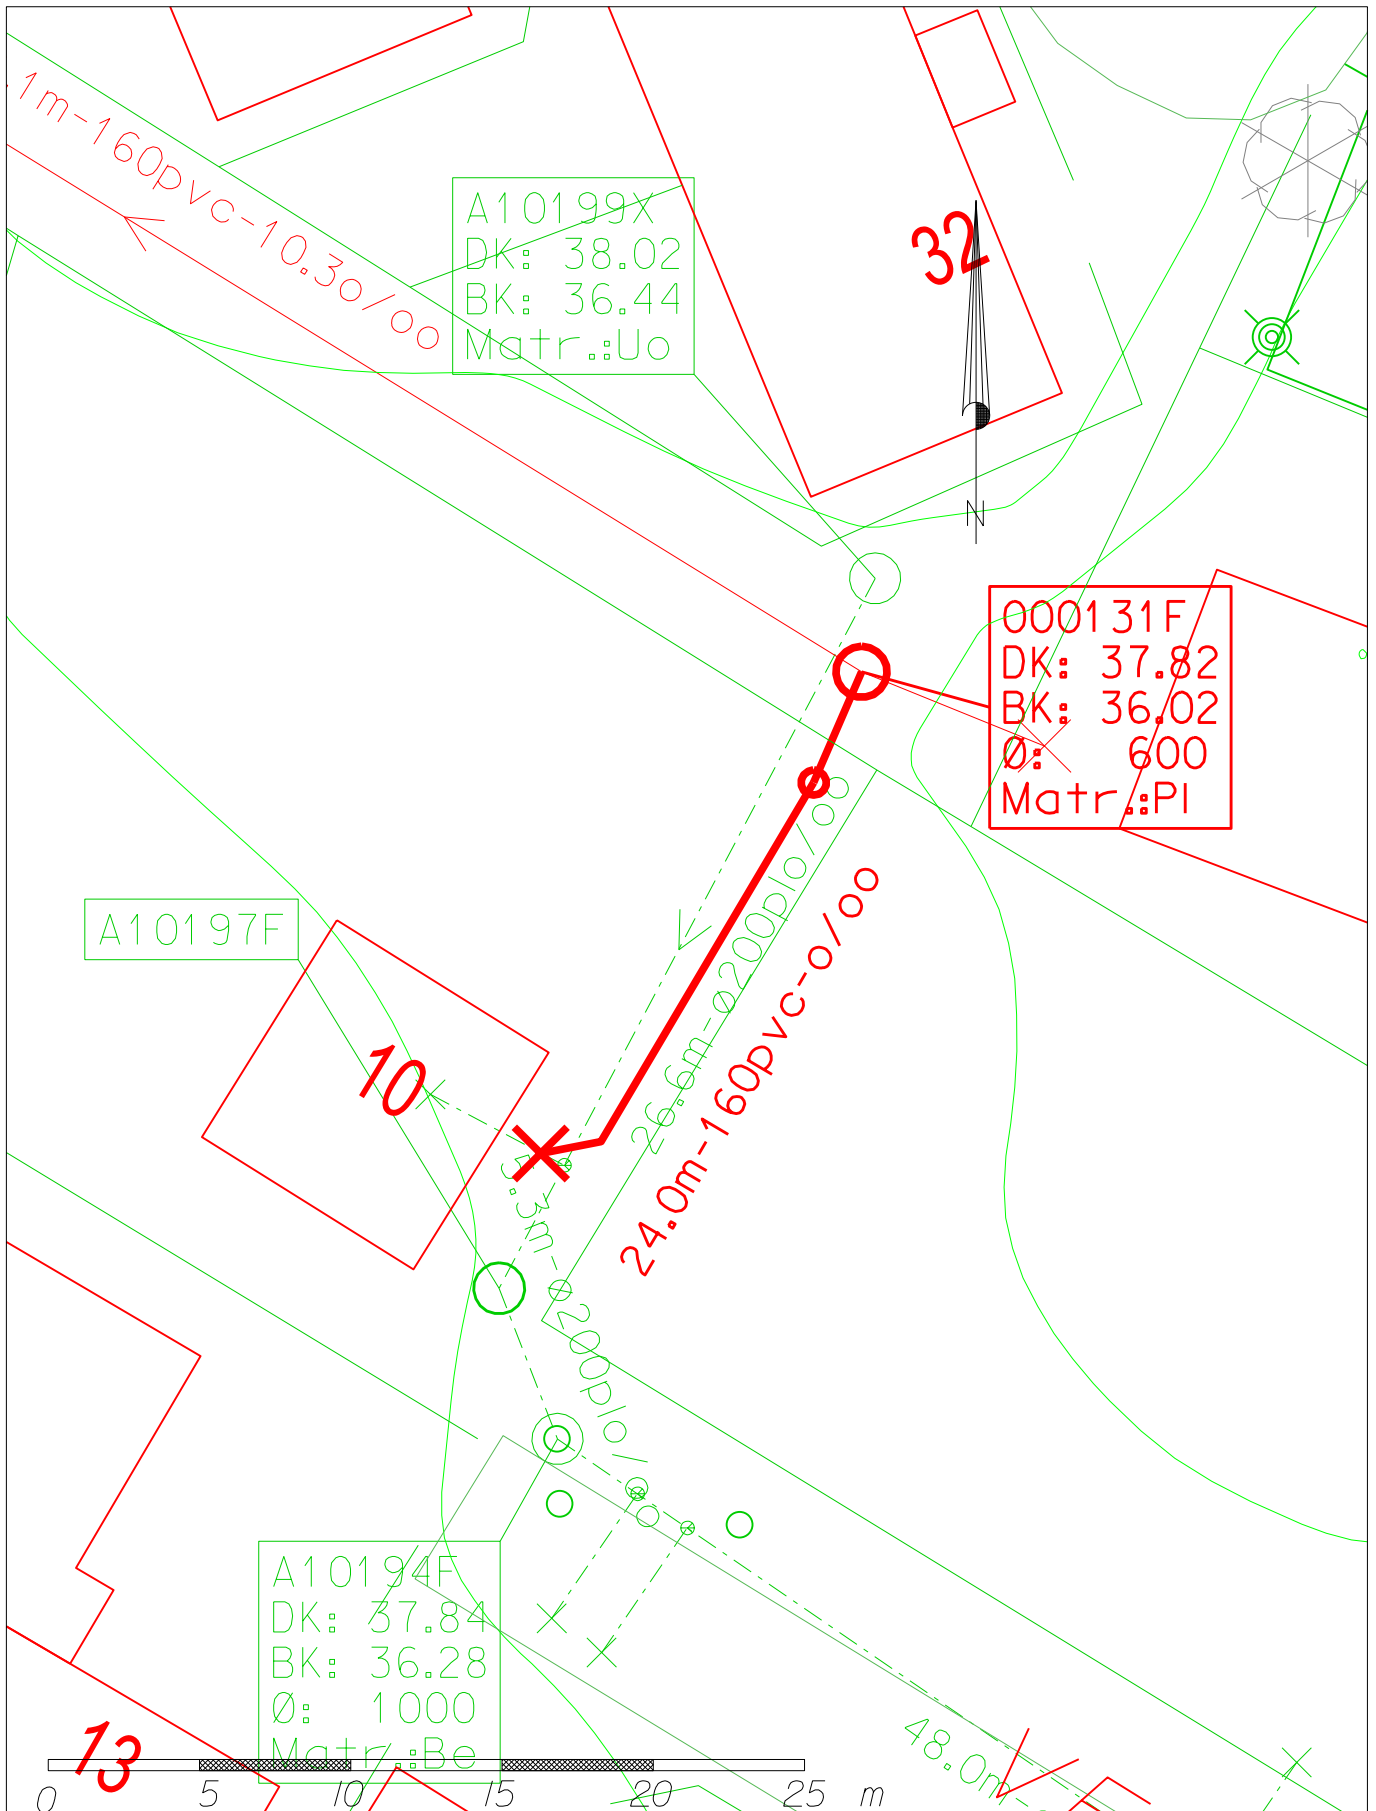 1m-160pvc-10.3o/oo
A10199X
DK: 38.02
BK: 36.44
Matr.:Uo
32
N
000131F
DK: 37.82
BK: 36.02
Ø: 600
Matr.:Pl
A10197F
26.6m-ø200plo/oo
24.0m-160pvc-o/oo
10
5.3m-ø200plo/oo
A10194F
DK: 37.84
BK: 36.28
Ø: 1000
Matr.:Be
48.0m
13
0 5 10 15 20 25 m